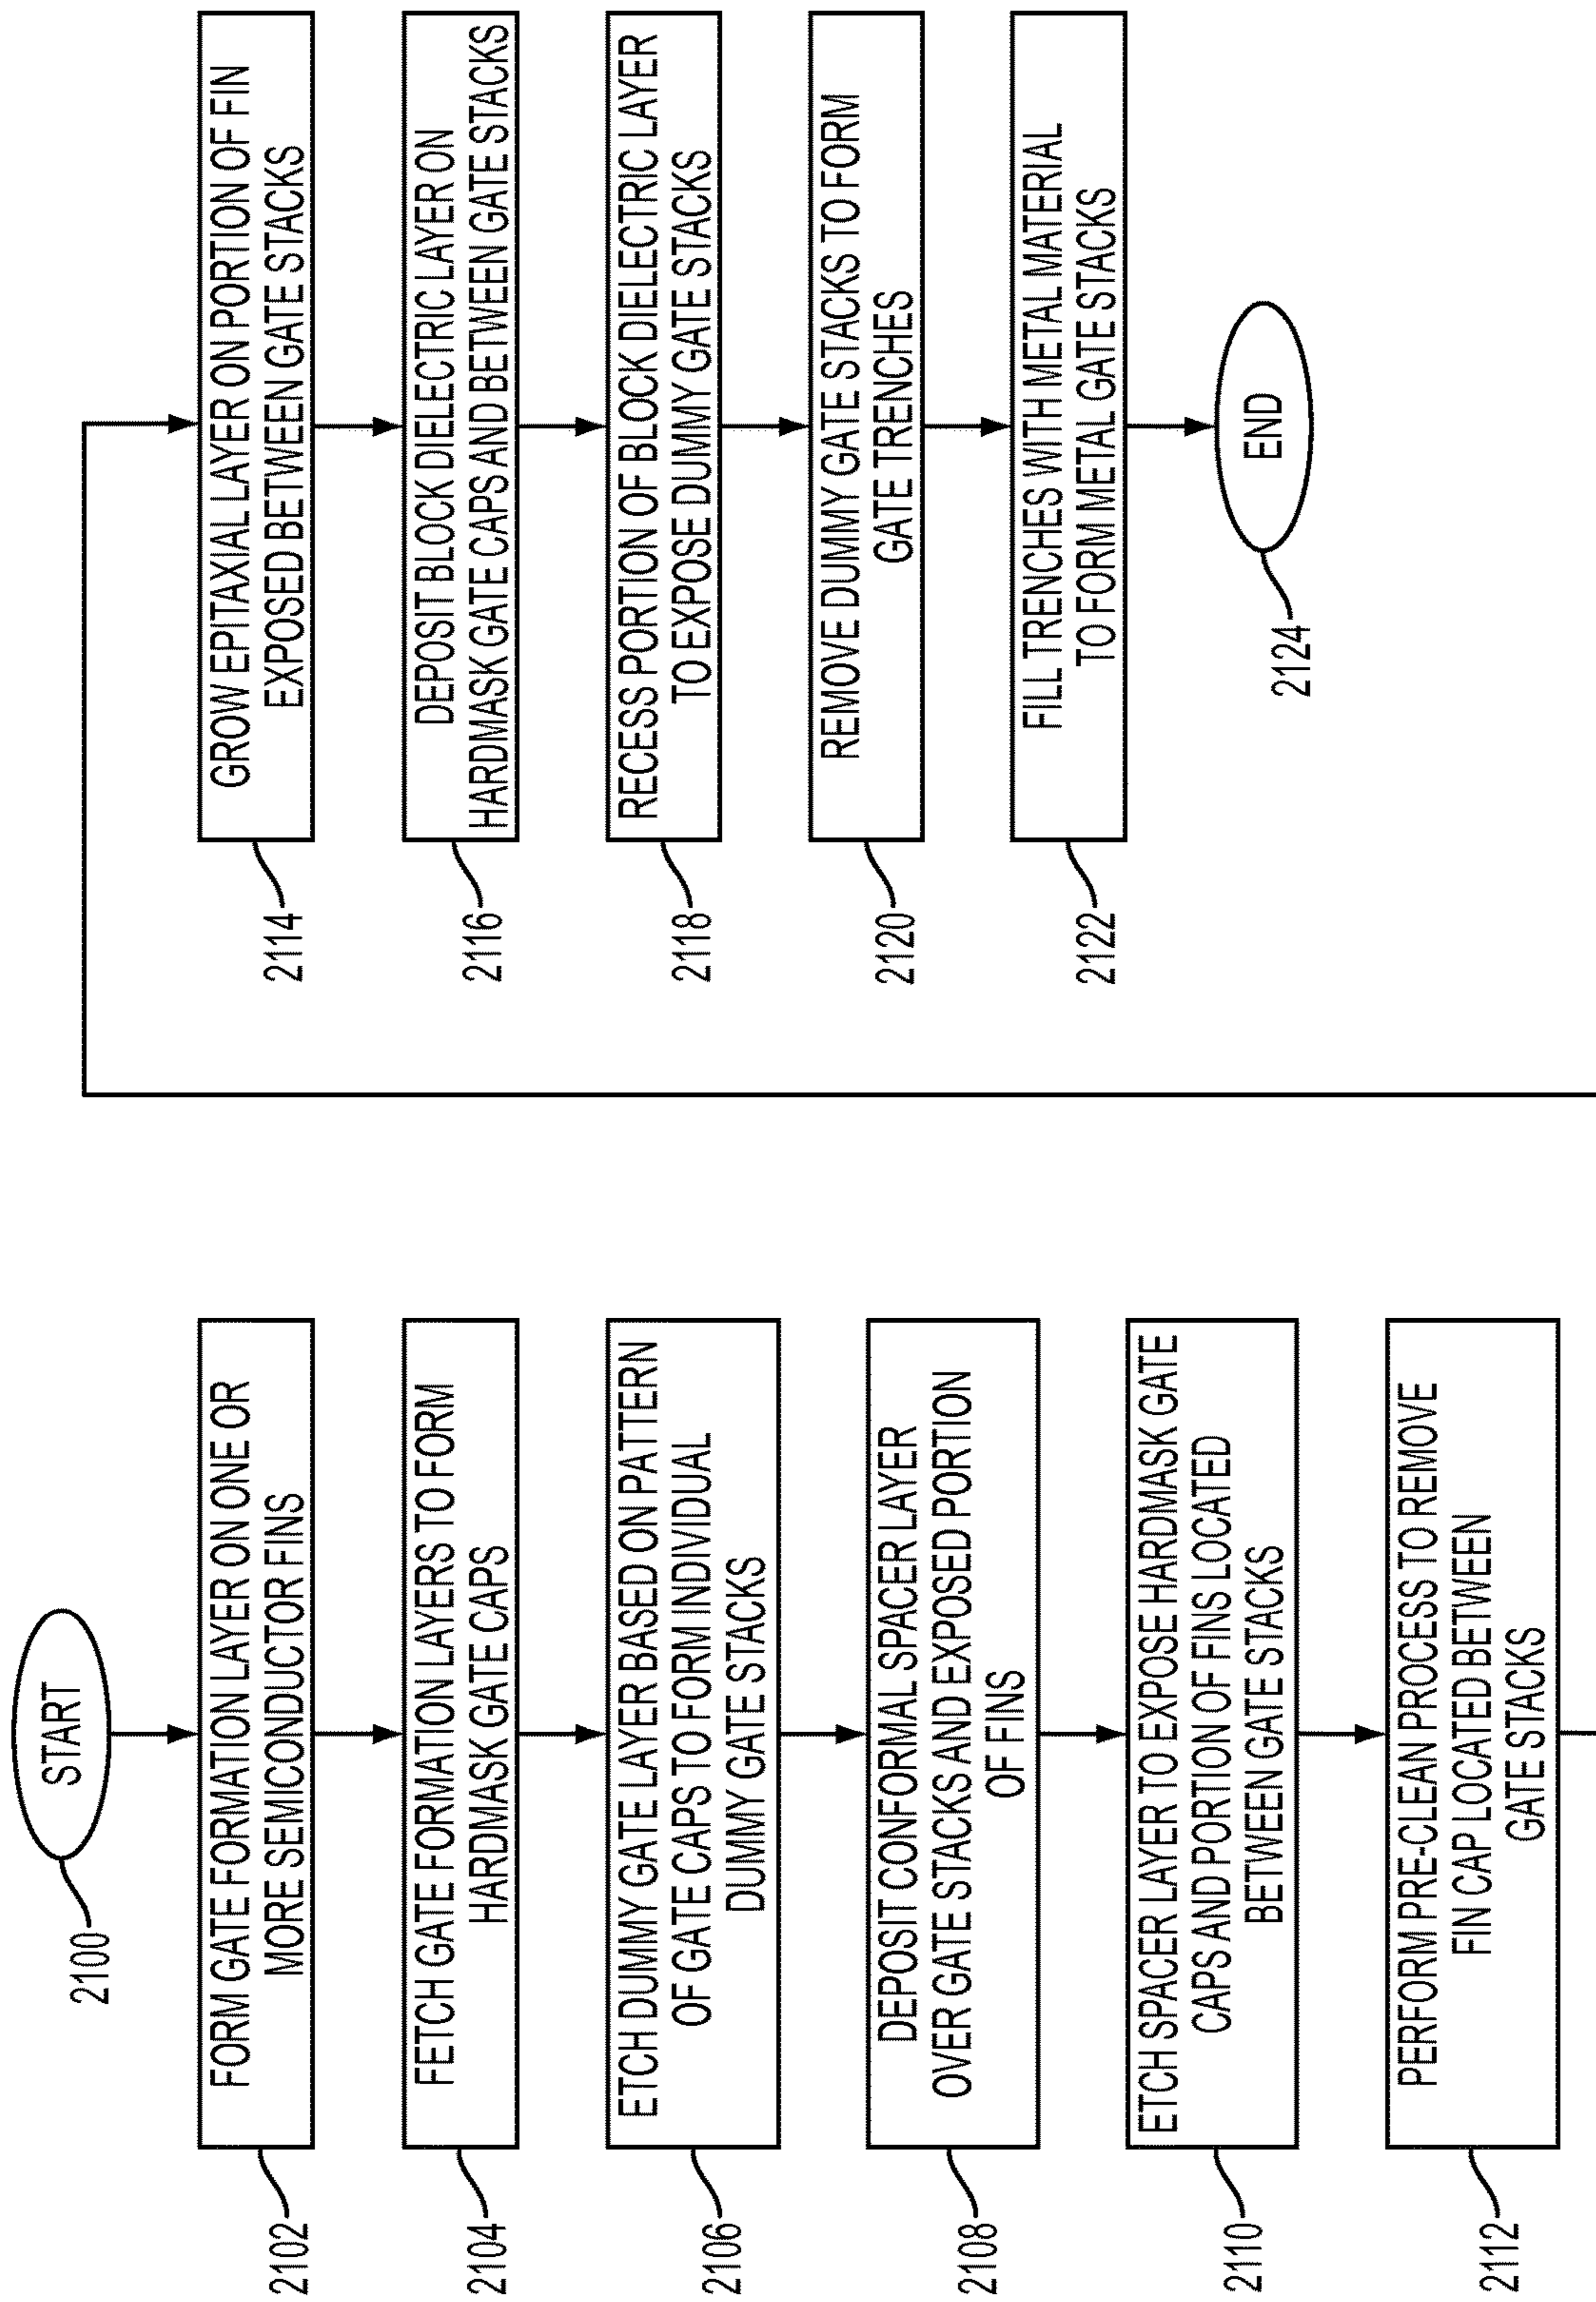 START
2100
FORM GATE FORMATION LAYER ON ONE OR
MORE SEMICONDUCTOR FINS
2102
FETCH GATE FORMATION LAYERS TO FORM
HARDMASK GATE CAPS
2104
ETCH DUMMY GATE LAYER BASED ON PATTERN
OF GATE CAPS TO FORM INDIVIDUAL
DUMMY GATE STACKS
2106
DEPOSIT CONFORMAL SPACER LAYER
OVER GATE STACKS AND EXPOSED PORTION
OF FINS
2108
ETCH SPACER LAYER TO EXPOSE HARDMASK GATE
CAPS AND PORTION OF FINS LOCATED
BETWEEN GATE STACKS
2110
PERFORM PRE-CLEAN PROCESS TO REMOVE
FIN CAP LOCATED BETWEEN
GATE STACKS
2112
GROW EPITAXIAL LAYER ON PORTION OF FIN
EXPOSED BETWEEN GATE STACKS
2114
DEPOSIT BLOCK DIELECTRIC LAYER ON
HARDMASK GATE CAPS AND BETWEEN GATE STACKS
2116
RECESS PORTION OF BLOCK DIELECTRIC LAYER
TO EXPOSE DUMMY GATE STACKS
2118
REMOVE DUMMY GATE STACKS TO FORM
GATE TRENCHES
2120
FILL TRENCHES WITH METAL MATERIAL
TO FORM METAL GATE STACKS
2122
END
2124